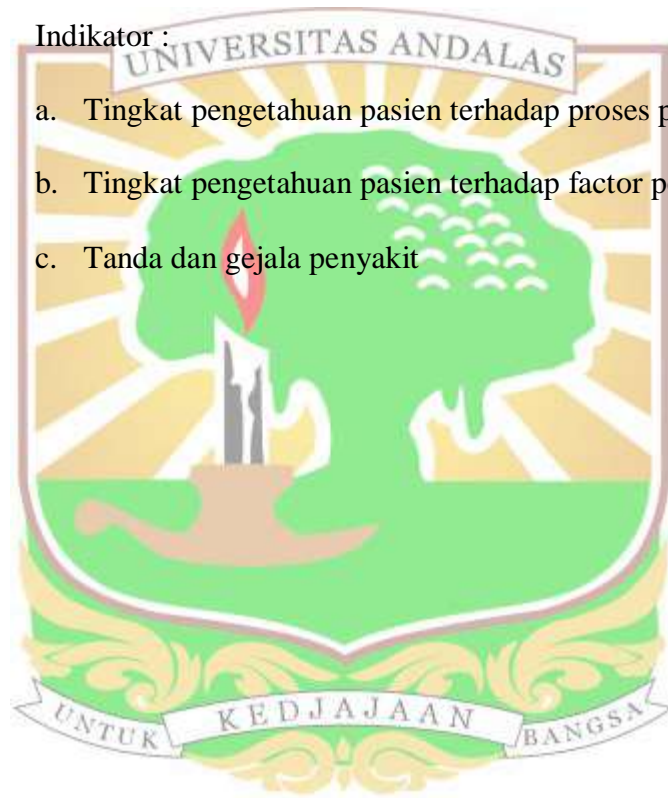 Indikator :
UNIVERSITAS ANDALAS
a. Tingkat pengetahuan pasien terhadap proses
b. Tingkat pengetahuan pasien terhadap factor
c. Tanda dan gejala penyakit
UNTUK KEDJAJAAN BANGSA